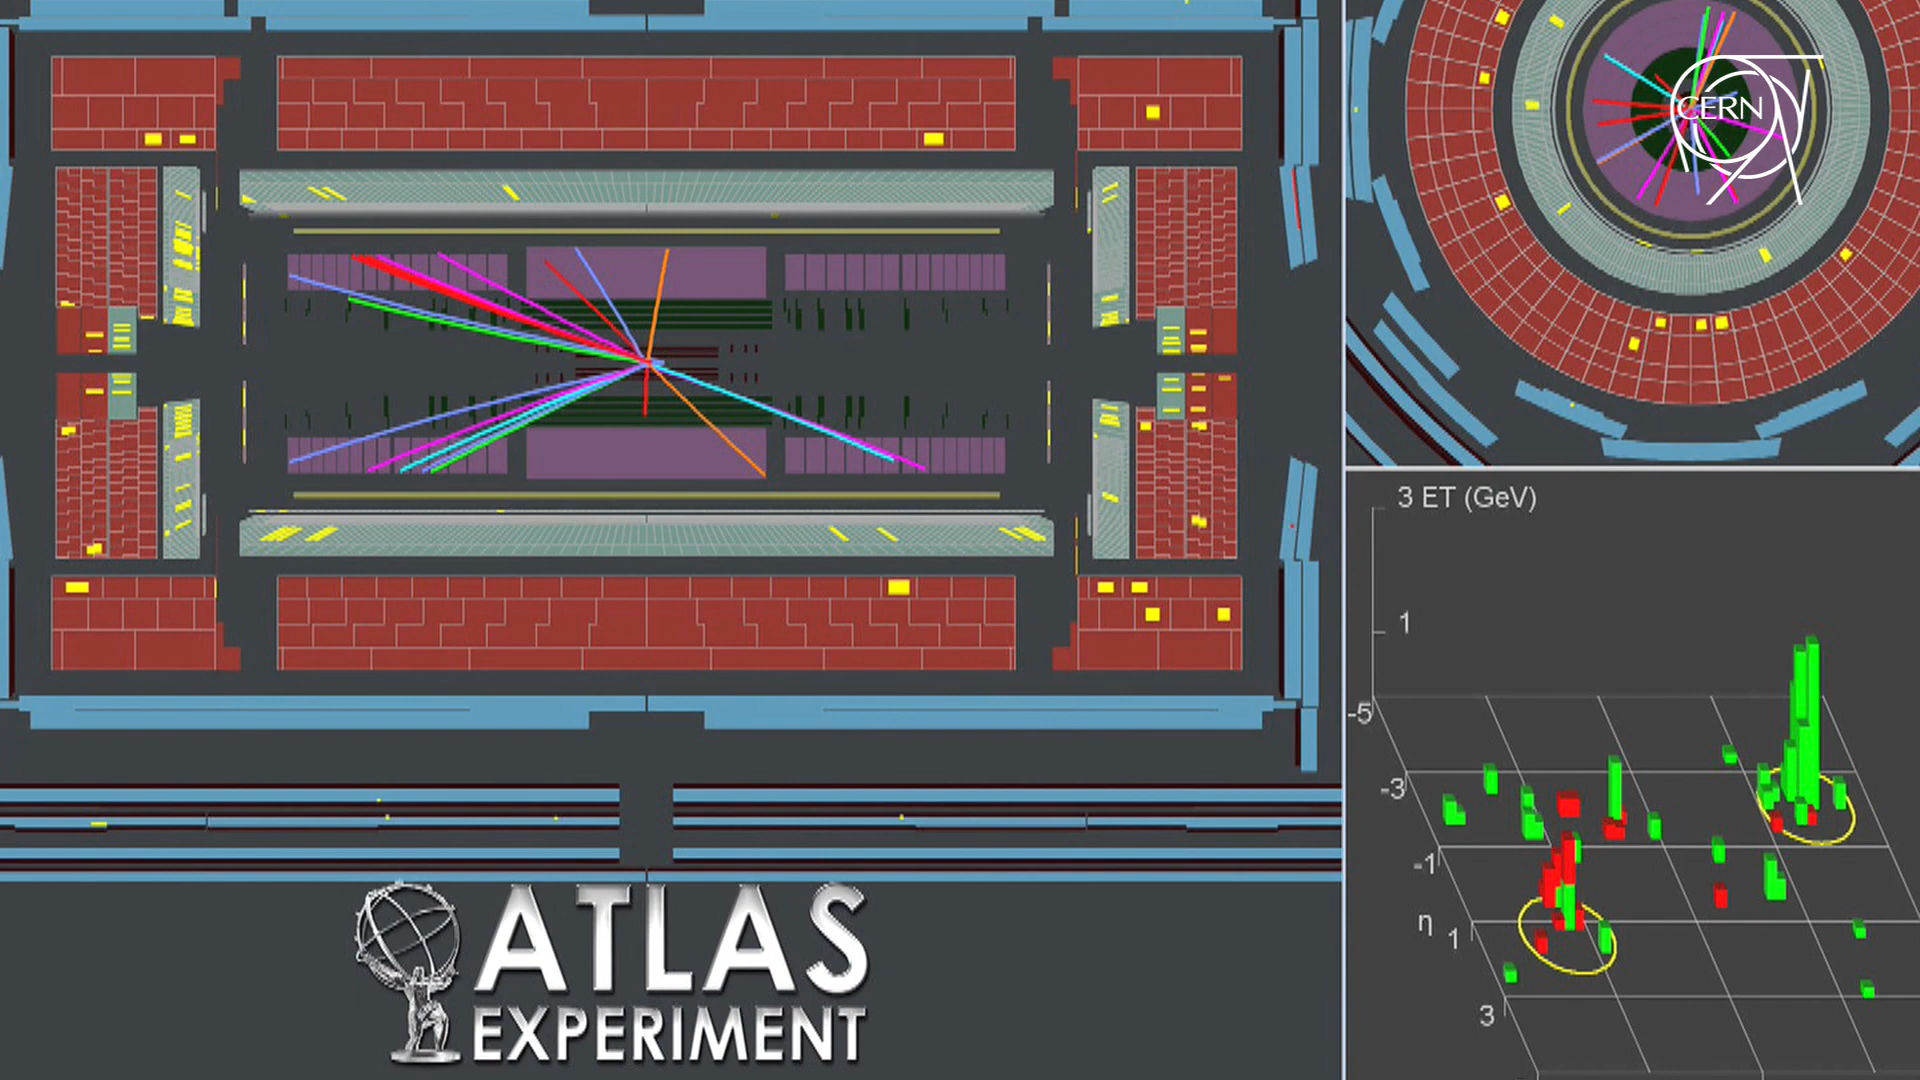 CERN
3 ET (GeV)
1
-5
-3
-1
η
1
3
ATLAS
EXPERIMENT